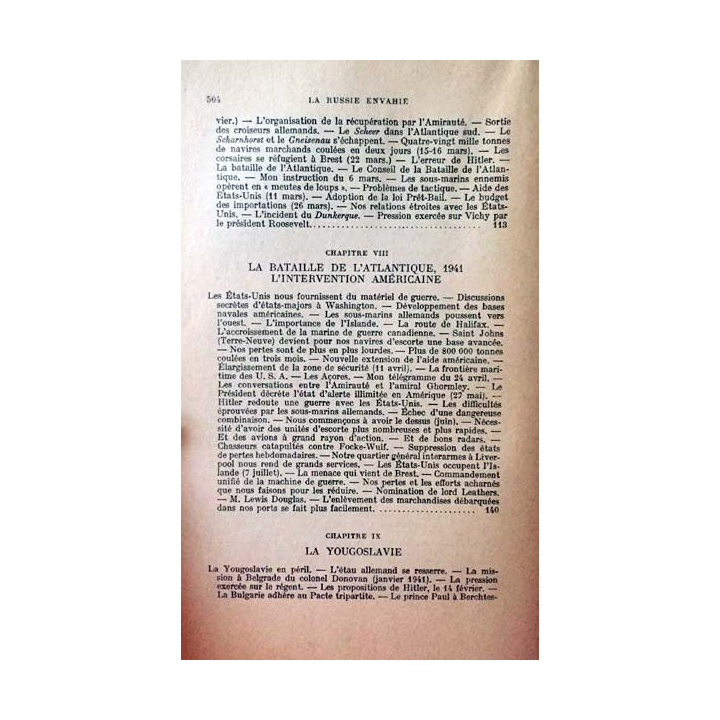 504 LA RUSSIE ENVAHIE
vier.) — L'organisation de la récupération par l'Amirauté. — Sortie
des croiseurs allemands. — Le Scheer dans l'Atlantique sud. — Le
Scharnhorst et le Gneisenau s'échappent. — Quatre-vingt mille tonnes
de navires marchands coulées en deux jours (15-16 mars). — Les
corsaires se réfugient à Brest (22 mars.) — L'erreur de Hitler. —
La bataille de l'Atlantique. — Le Conseil de la Bataille de l'Atlan-
tique. — Mon instruction du 6 mars. — Les sous-marins ennemis
opèrent en « meutes de loups ». — Problèmes de tactique. — Aide des
États-Unis (11 mars). — Adoption de la loi Prêt-Bail. — Le budget
des importations (26 mars). — Nos relations étroites avec les États-
Unis. — L'incident du Dunkerque. — Pression exercée sur Vichy par
le président Roosevelt.............................. 113
CHAPITRE VIII
LA BATAILLE DE L'ATLANTIQUE, 1941
L'INTERVENTION AMÉRICAINE
Les États-Unis nous fournissent du matériel de guerre. — Discussions
secrètes d'états-majors à Washington. — Développement des bases
navales américaines. — Les sous-marins allemands poussent vers
l'ouest. — L'importance de l'Islande. — La route de Halifax. —
L'accroissement de la marine de guerre canadienne. — Saint Johns
(Terre-Neuve) devient pour nos navires d'escorte une base avancée.
— Nos pertes sont de plus en plus lourdes. — Plus de 800 000 tonnes
coulées en trois mois. — Nouvelle extension de l'aide américaine. —
Élargissement de la zone de sécurité (11 avril). — La frontière mari-
time des U. S. A. — Les Açores. — Mon télégramme du 24 avril. —
Les conversations entre l'Amirauté et l'amiral Ghormley. — Le
Président décrète l'état d'alerte illimitée en Amérique (27 mai). —
Hitler redoute une guerre avec les États-Unis. — Les difficultés
éprouvées par les sous-marins allemands. — Échec d'une dangereuse
combinaison. — Nous commençons à avoir le dessus (juin). — Néces-
sité d'avoir des unités d'escorte plus nombreuses et plus rapides. —
Et des avions à grand rayon d'action. — Et de bons radars. —
Chasseurs catapultés contre Focke-Wulf. — Suppression des états
de pertes hebdomadaires. — Notre quartier général interarmes à Liver-
pool nous rend de grands services. — Les États-Unis occupent l'Is-
lande (7 juillet). — La menace qui vient de Brest. — Commandement
unifié de la machine de guerre. — Nos pertes et les efforts acharnés
que nous faisons pour les réduire. — Nomination de lord Leathers.
— M. Lewis Douglas. — L'enlèvement des marchandises débarquées
dans nos ports se fait plus facilement. ................ 140
CHAPITRE IX
LA YOUGOSLAVIE
La Yougoslavie en péril. — L'étau allemand se resserre. — La mis-
sion à Belgrade du colonel Donovan (janvier 1941). — La pression
exercée sur le régent. — Les propositions de Hitler, le 14 février. —
La Bulgarie adhère au Pacte tripartite. — Le prince Paul à Berchtes-